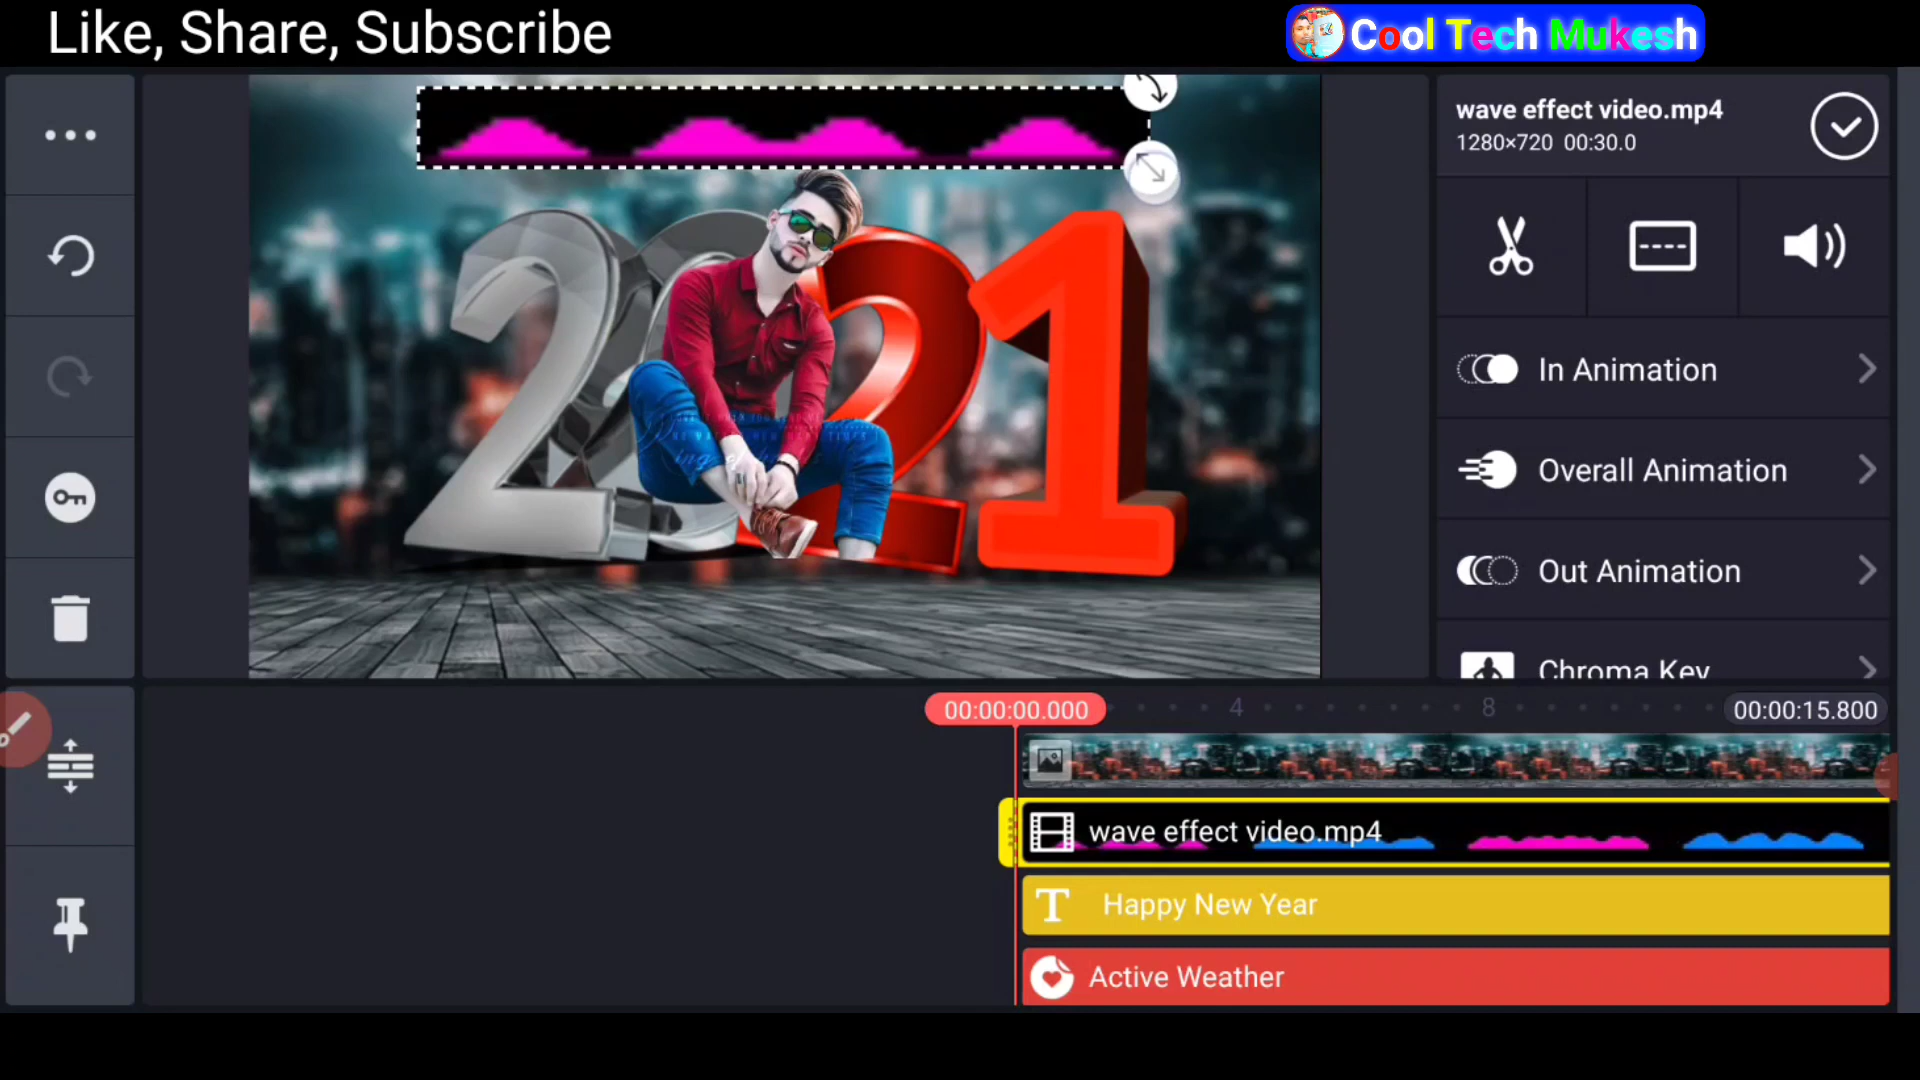 Like, Share, Subscribe
Cool Tech Mukesh
wave effect video.mp4
1280×720 00:30.0
2021
In Animation
Overall Animation
Out Animation
Chroma Key
00:00:00.000
4
8
00:00:15.800
wave effect video.mp4
Happy New Year
Active Weather